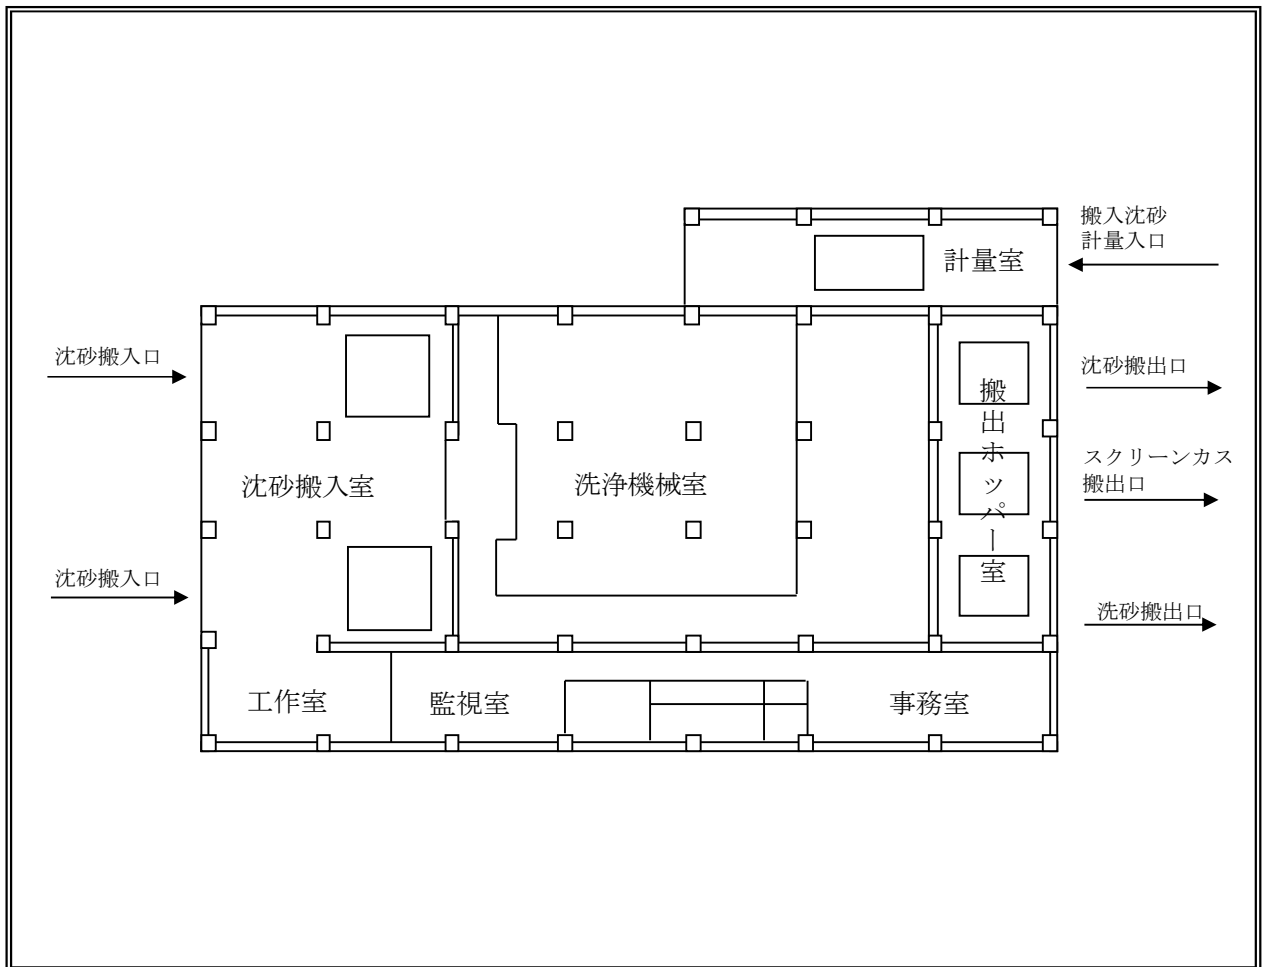 搬入沈砂
計量入口
計量室
沈砂搬入口
沈砂搬出口
搬出ホッパー室
スクリーンカス
搬出口
沈砂搬入室
洗浄機械室
沈砂搬入口
洗砂搬出口
工作室
監視室
事務室